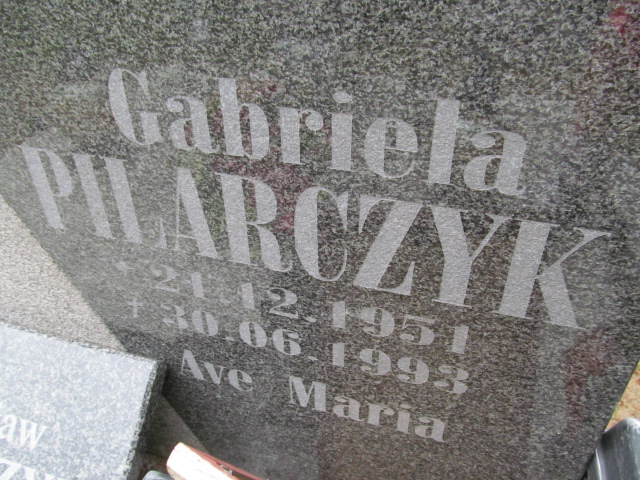 Gabriela
PILARCZYK
* 21.12.1951
+ 30.06.1993
Ave Maria